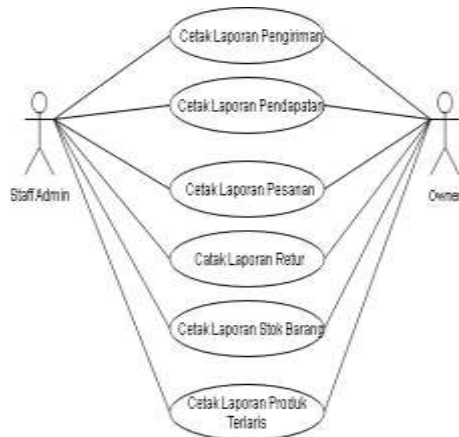 Cetak Laporan Pengiriman
Cetak Laporan Pendapatan
Cetak Laporan Pesanan
Staff Admin
Owner
Catak Laporan Retur
Cetak Laporan Stok Barang
Cetak Laporan Produk
Terlaris